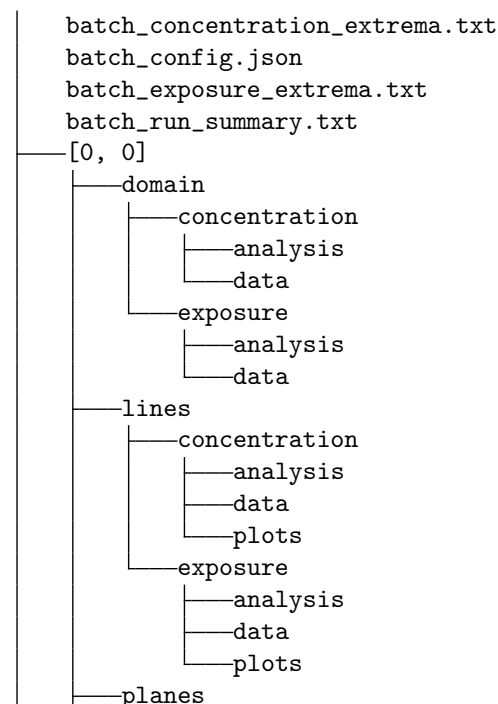 batch_concentration_extrema.txt
batch_config.json
batch_exposure_extrema.txt
batch_run_summary.txt
[0, 0]
domain
concentration
analysis
data
exposure
analysis
data
lines
concentration
analysis
data
plots
exposure
analysis
data
plots
planes